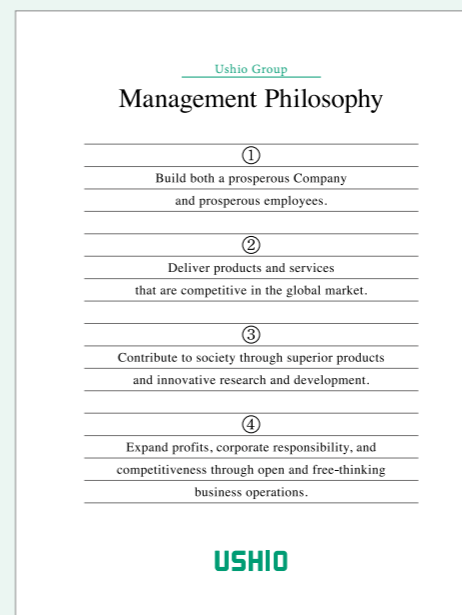 Ushio Group
Management Philosophy
①
Build both a prosperous Company
and prosperous employees.
②
Deliver products and services
that are competitive in the global market.
③
Contribute to society through superior products
and innovative research and development.
④
Expand profits, corporate responsibility, and
competitiveness through open and free-thinking
business operations.
USHIO